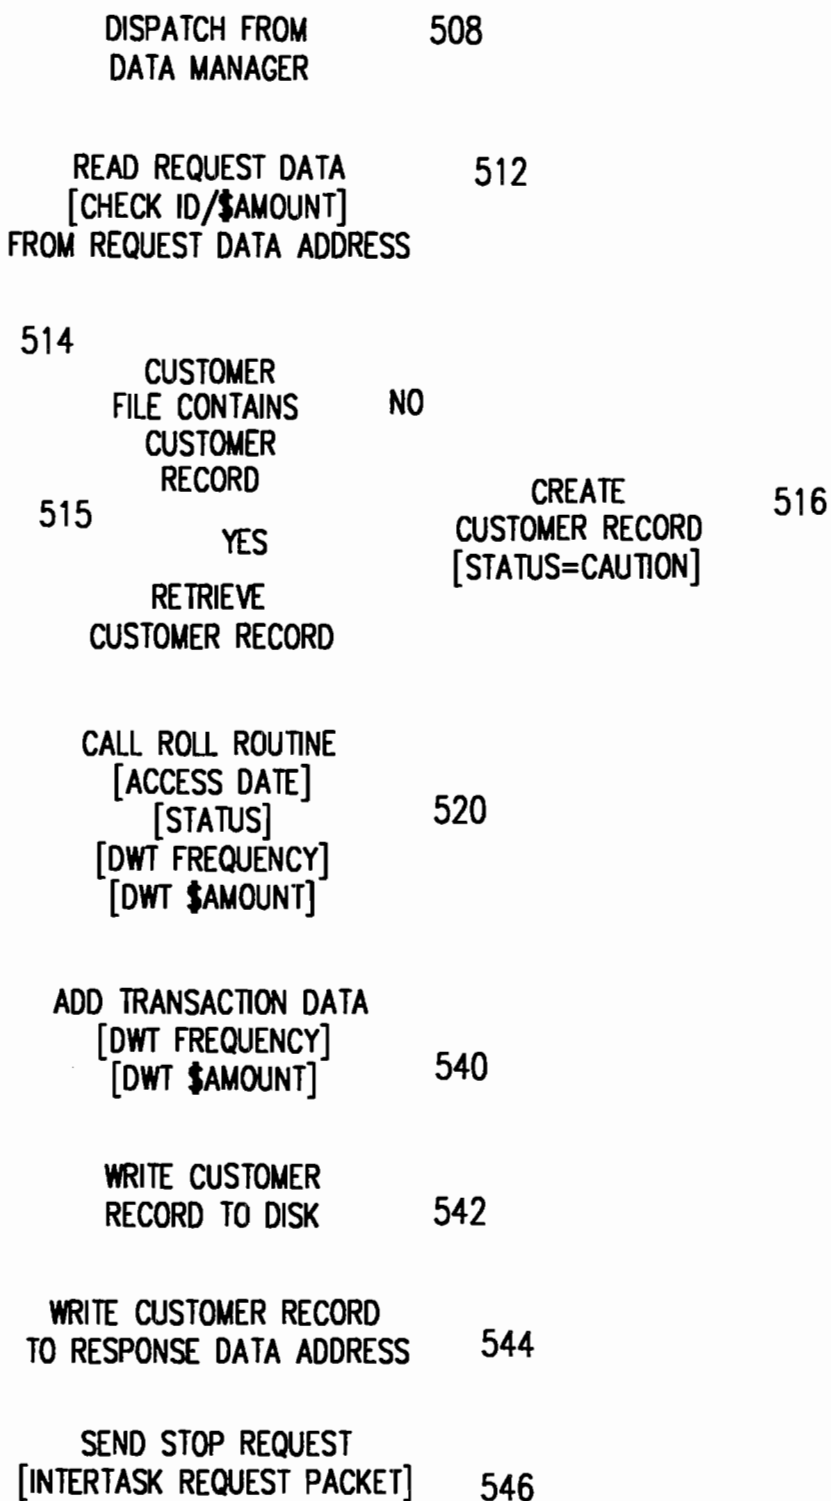 DISPATCH FROM 508
DATA MANAGER
READ REQUEST DATA 512
[CHECK ID/$AMOUNT]
FROM REQUEST DATA ADDRESS
514
CUSTOMER
FILE CONTAINS NO
CUSTOMER
RECORD
515
YES
CREATE 516
CUSTOMER RECORD
[STATUS=CAUTION]
RETRIEVE
CUSTOMER RECORD
CALL ROLL ROUTINE
[ACCESS DATE]
[STATUS] 520
[DWT FREQUENCY]
[DWT $AMOUNT]
ADD TRANSACTION DATA
[DWT FREQUENCY]
[DWT $AMOUNT] 540
WRITE CUSTOMER
RECORD TO DISK 542
WRITE CUSTOMER RECORD
TO RESPONSE DATA ADDRESS 544
SEND STOP REQUEST
[INTERTASK REQUEST PACKET] 546